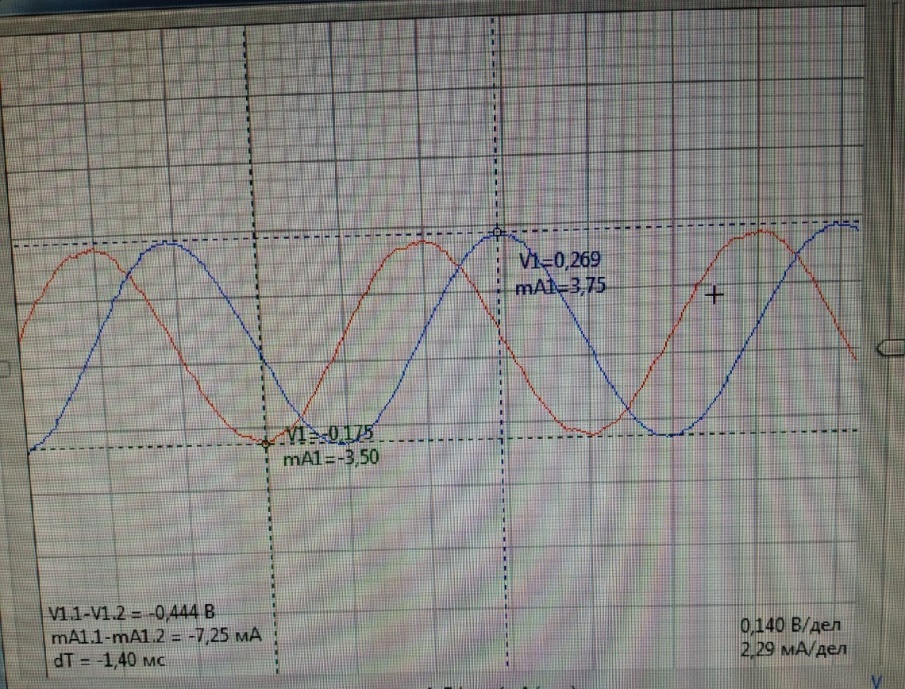 V1=0,269
mA1=3,75
V1=-0,175
mA1=-3,50
V1.1-V1.2 = -0,444 В
mA1.1-mA1.2 = -7,25 мА
dT = -1,40 мс
0,140 В/дел
2,29 мА/дел
V